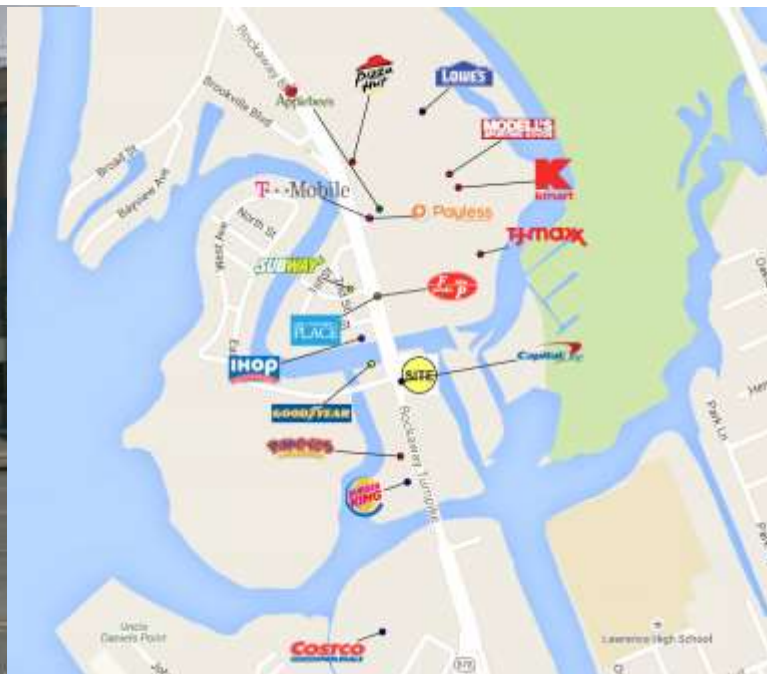 Rockaway B
Pizza
Hut
LOWE'S
Applebees
Brookville Blvd
MODELL'S
Broad St
Bayview Ave
K
kmart
T··Mobile
Payless
North St
T·J·maxx
West Ave
SUBWAY
PLACE
IHOP
Capital One
SITE
GOODYEAR
Rockaway Turnpike
Popeyes
BURGER
KING
Park Ln
Uncle
Daniels Point
COSTCO
WHOLESALE
Lawrence High School
878